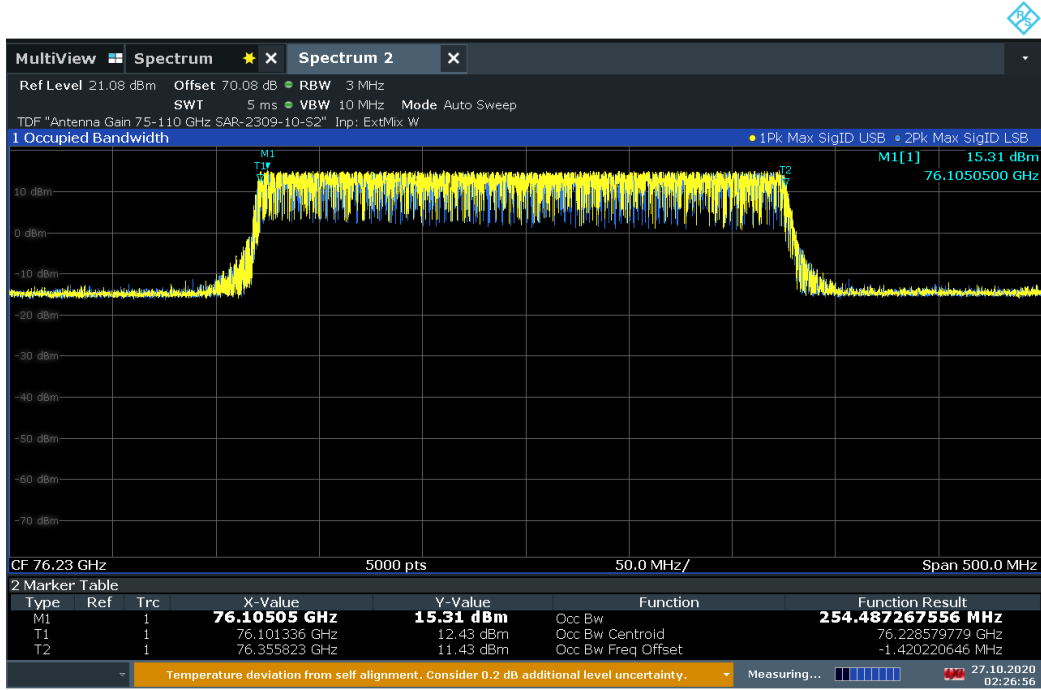 R&S
MultiView Spectrum Spectrum 2
Ref Level 21.08 dBm Offset 70.08 dB RBW 3 MHz
SWT 5 ms VBW 10 MHz Mode Auto Sweep
TDF "Antenna Gain 75-110 GHz SAR-2309-10-S2" Inp: ExtMix W
1 Occupied Bandwidth 1Pk Max SigID USB 2Pk Max SigID LSB
M1 M1[1] 15.31 dBm
T1 T2 76.1050500 GHz
10 dBm
0 dBm
-10 dBm
-20 dBm
-30 dBm
-40 dBm
-50 dBm
-60 dBm
-70 dBm
CF 76.23 GHz 5000 pts 50.0 MHz/ Span 500.0 MHz
2 Marker Table
Type Ref Trc X-Value Y-Value Function Function Result
M1 1 76.10505 GHz 15.31 dBm Occ Bw 254.487267556 MHz
T1 1 76.101336 GHz 12.43 dBm Occ Bw Centroid 76.228579779 GHz
T2 1 76.355823 GHz 11.43 dBm Occ Bw Freq Offset -1.420220646 MHz
Temperature deviation from self alignment. Consider 0.2 dB additional level uncertainty. Measuring... 27.10.2020
02:26:56